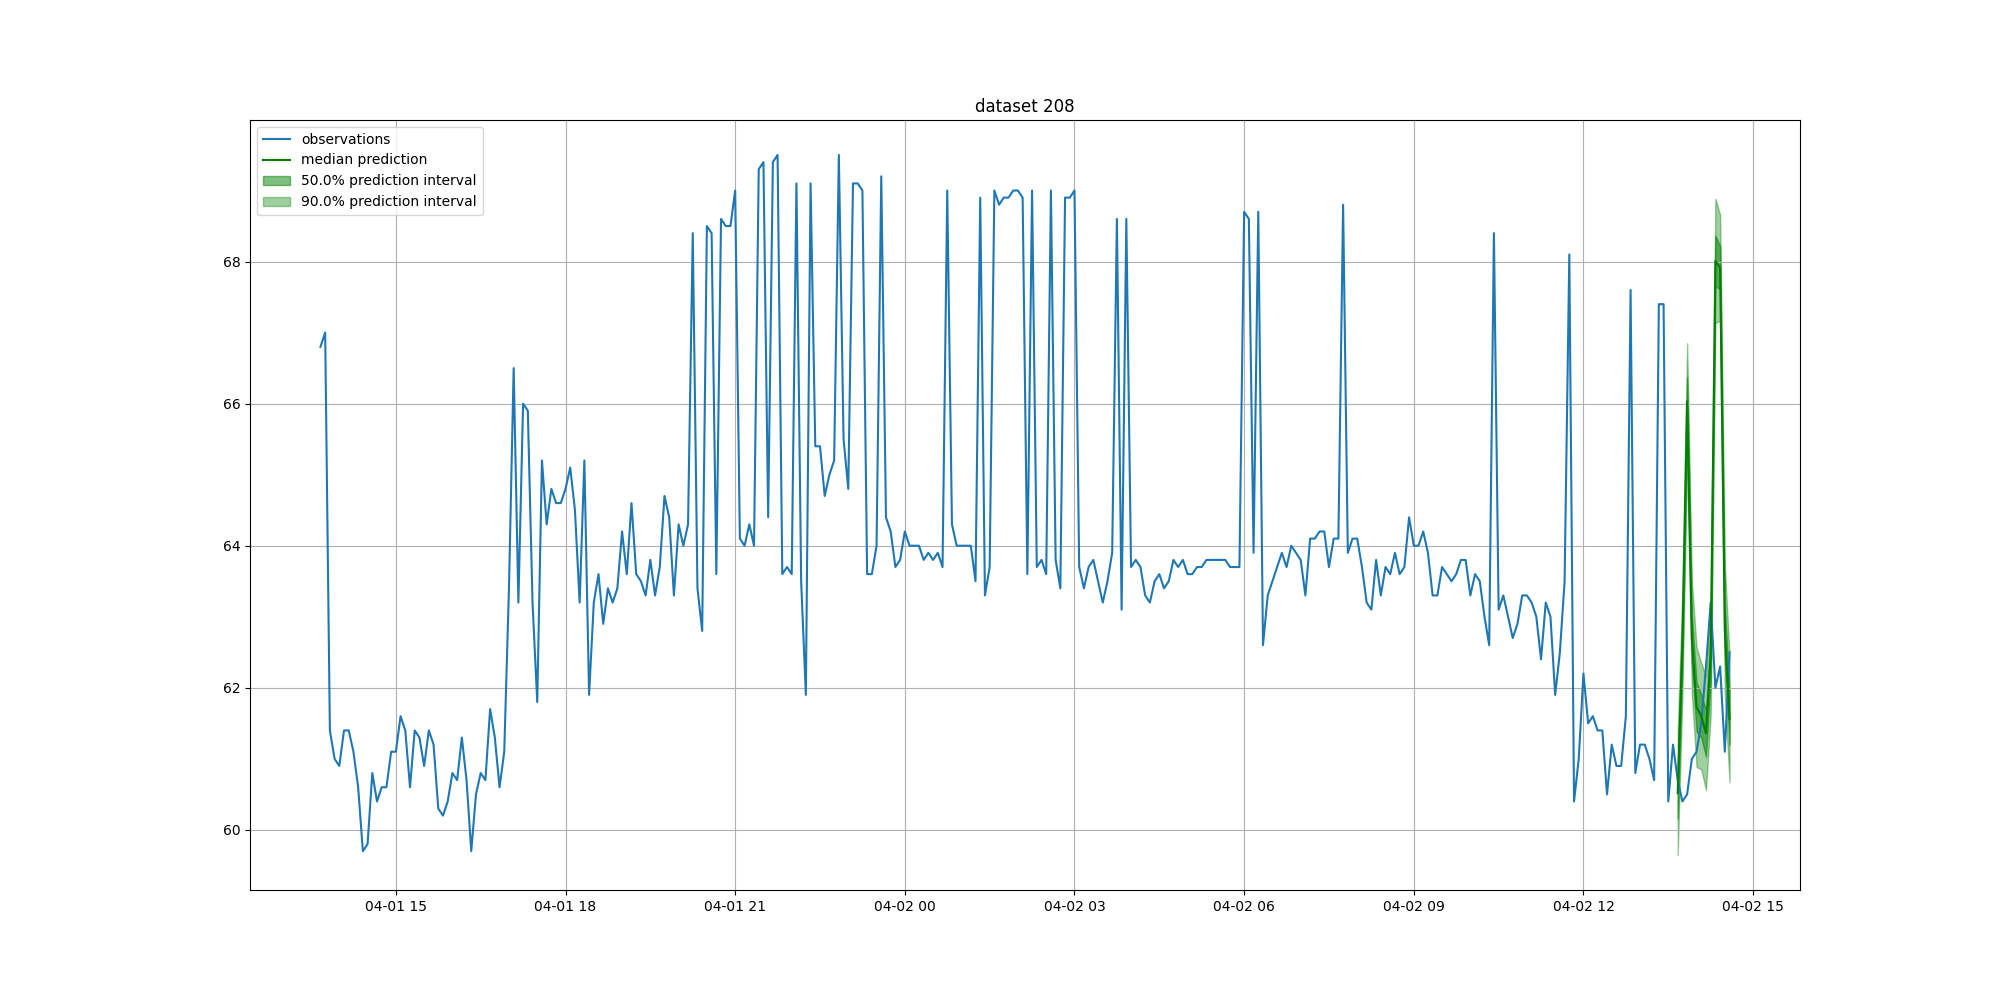 dataset 208
observations
median prediction
50.0% prediction interval
90.0% prediction interval
68
66
64
62
60
04-01 15
04-01 18
04-01 21
04-02 00
04-02 03
04-02 06
04-02 09
04-02 12
04-02 15